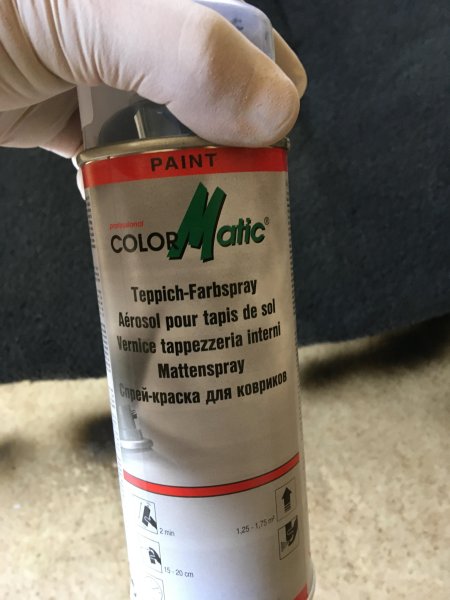 PAINT
professional
COLORMatic®
Teppich-Farbspray
Aérosol pour tapis de sol
Vernice tappezzeria interni
Mattenspray
Спрей-краска для ковриков
2 min
1,25 - 1,75 m²
15 - 20 cm